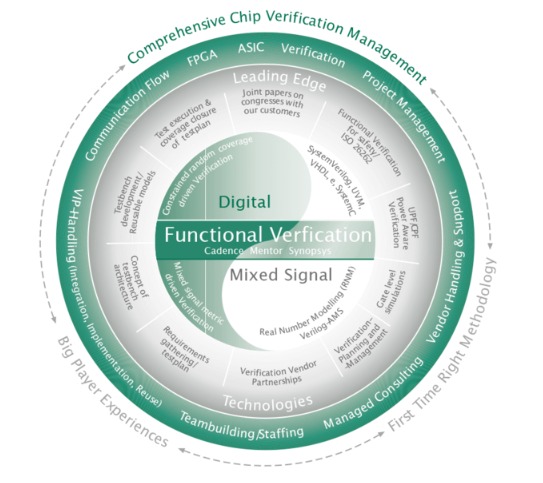 Comprehensive Chip Verification Management
Communication Flow
FPGA
ASIC
Verification
Project Management
Leading Edge
Joint papers on
congresses with
our customers
Test execution &
coverage closure
of testplan
Functional Verification
for safety/
ISO 26262
Constrained random coverage
driven Verification
SystemVerilog, UVM,
VHDL, e, SystemC
Testbench
development/
Reusable models
Digital
UPF/CPF
Power Aware
Verification
Functional Verfication
Cadence Mentor Synopsys
Mixed Signal
Mixed signal metric
driven Verification
Real Number Modelling (RNM)
Verilog-AMS
Concept of
testbench
architecture
Gate level
simulations
Requirements
gathering/
testplan
Verification-
Planning and
-Management
Verification Vendor
Partnerships
Technologies
VIP-Handling (Integration, Implementation, Reuse)
Teambuilding/Staffing
Managed Consulting
Vendor Handling & Support
Big Player Experiences
First Time Right Methodology